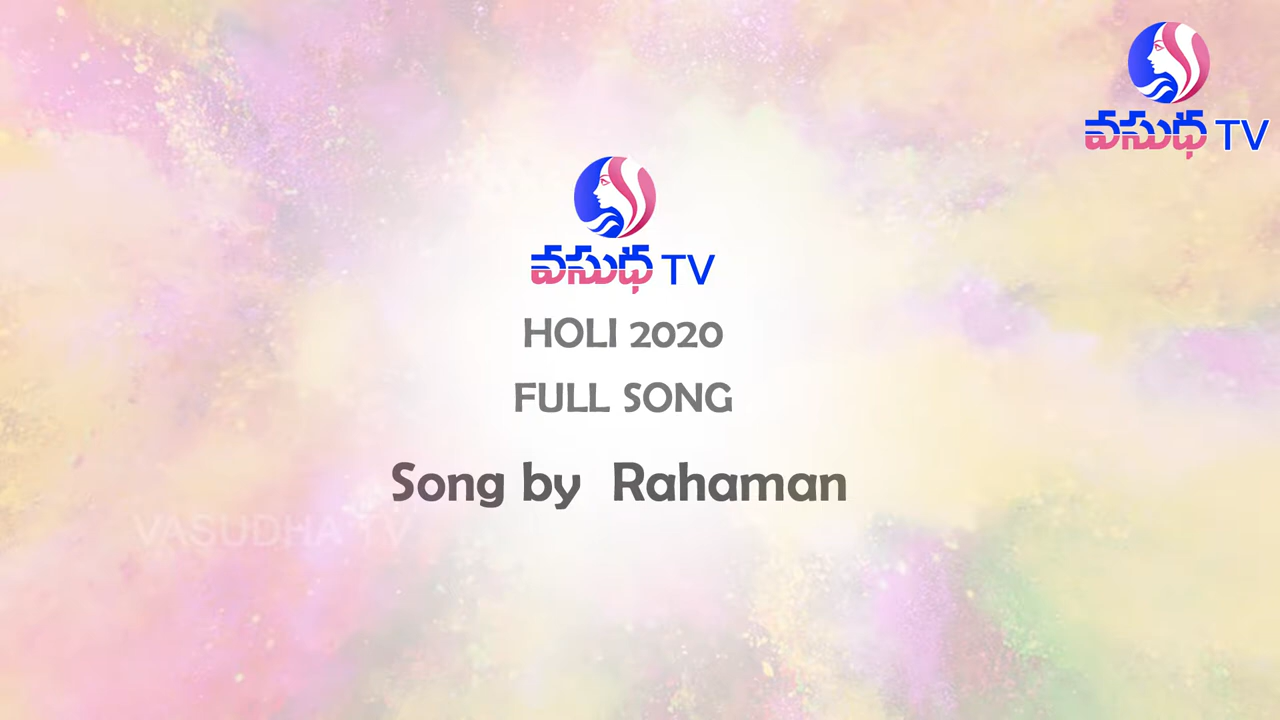 వసుధ TV
వసుధ TV
HOLI 2020
FULL SONG
Song by Rahaman
VASUDHA TV